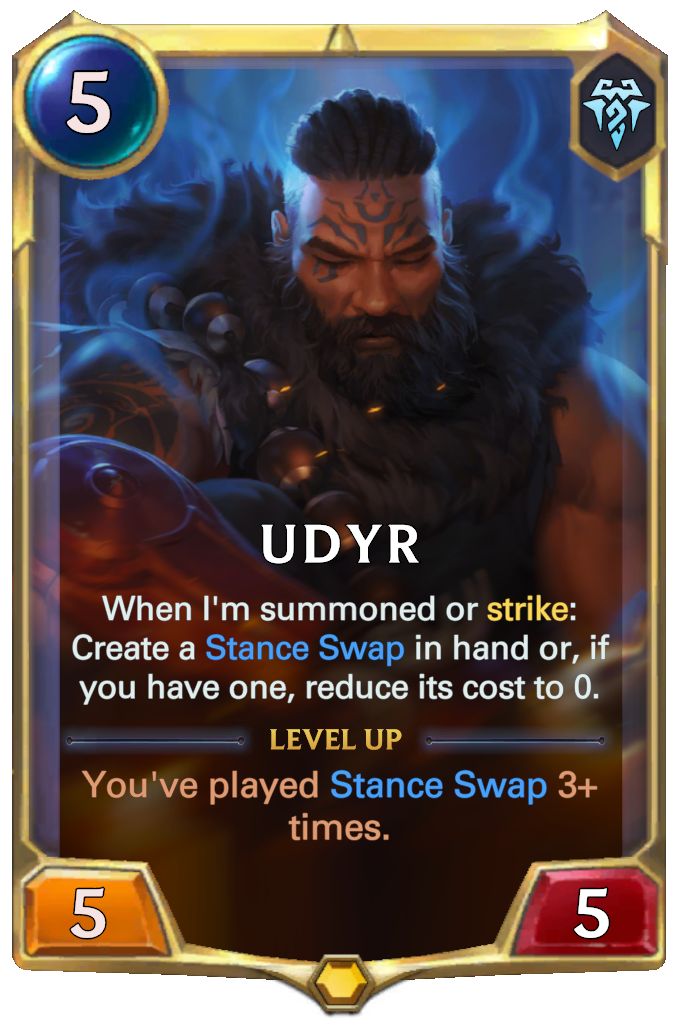 5
UDYR
When I'm summoned or strike:
Create a Stance Swap in hand or, if
you have one, reduce its cost to 0.
LEVEL UP
You've played Stance Swap 3+
times.
5
5